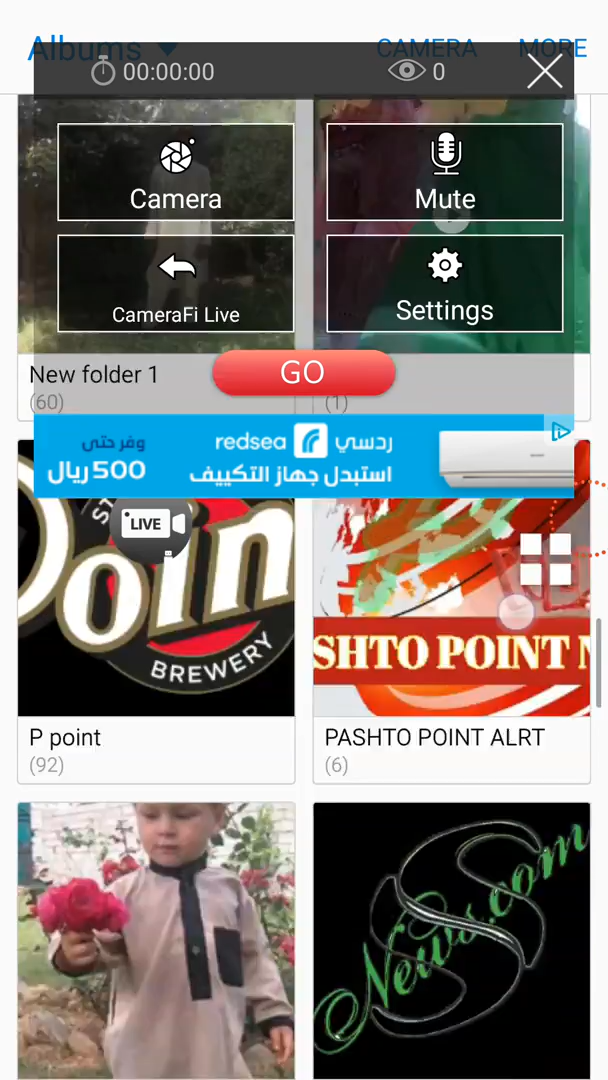 Albums
CAMERA
MORE
00:00:00
0
Camera
Mute
CameraFi Live
Settings
New folder 1
(60)
(1)
GO
وفر حتى
500 ريال
redsea ردسي
استبدل جهاز التكييف
LIVE
Poin
BREWERY
SHTO POINT N
P point
(92)
PASHTO POINT ALRT
(6)
News.com